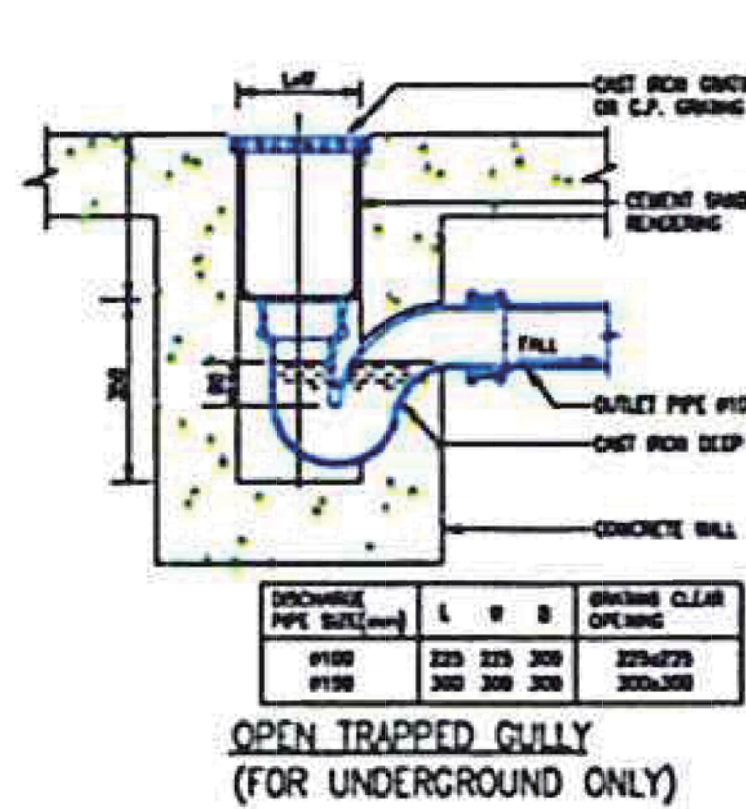 L×W
CAST IRON GRATI
OR C.P. GRATING
CEMENT SAND
RENDERING
FALL
OUTLET PIPE Ø10
CAST IRON DEEP
CONCRETE WALL
DISCHARGE
PIPE SIZE(mm)
L W D
GRATING CLEAR
OPENING
Ø100 225 225 300 225x225
Ø150 300 300 300 300x300
OPEN TRAPPED GULLY
(FOR UNDERGROUND ONLY)